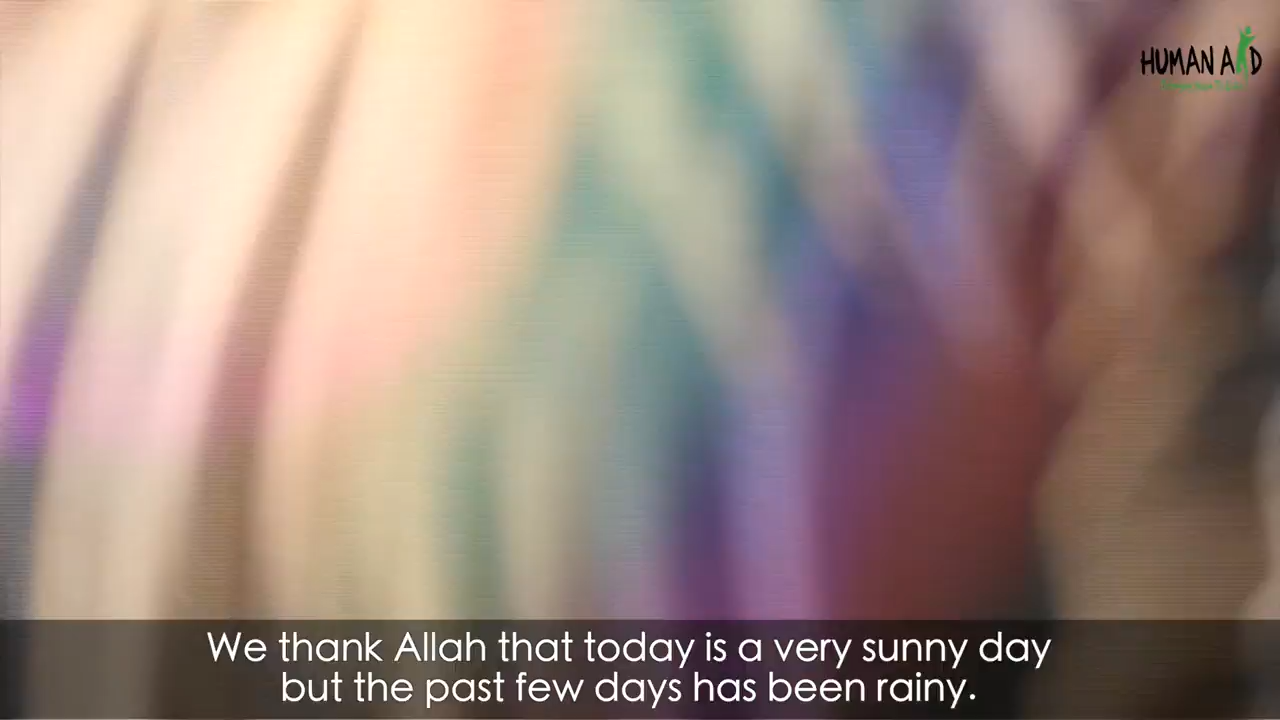 HUMAN AID
We thank Allah that today is a very sunny day
but the past few days has been rainy.